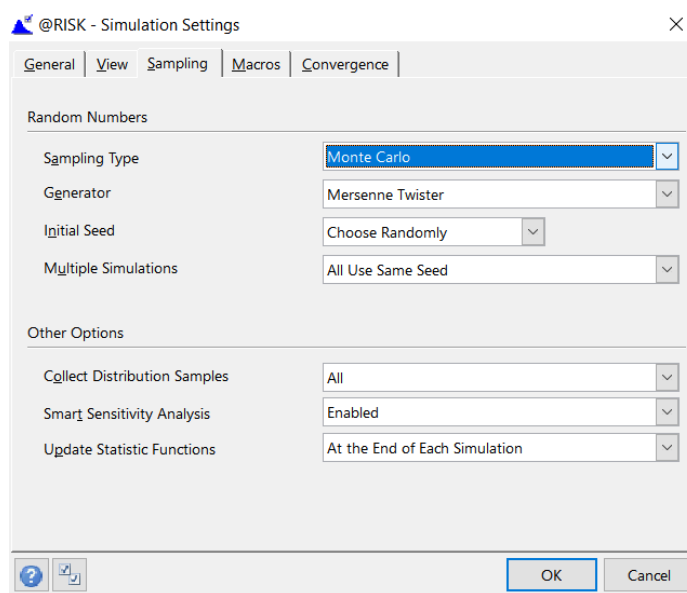 @RISK - Simulation Settings
General View Sampling Macros Convergence
Random Numbers
Sampling Type Monte Carlo
Generator Mersenne Twister
Initial Seed Choose Randomly
Multiple Simulations All Use Same Seed
Other Options
Collect Distribution Samples All
Smart Sensitivity Analysis Enabled
Update Statistic Functions At the End of Each Simulation
OK Cancel